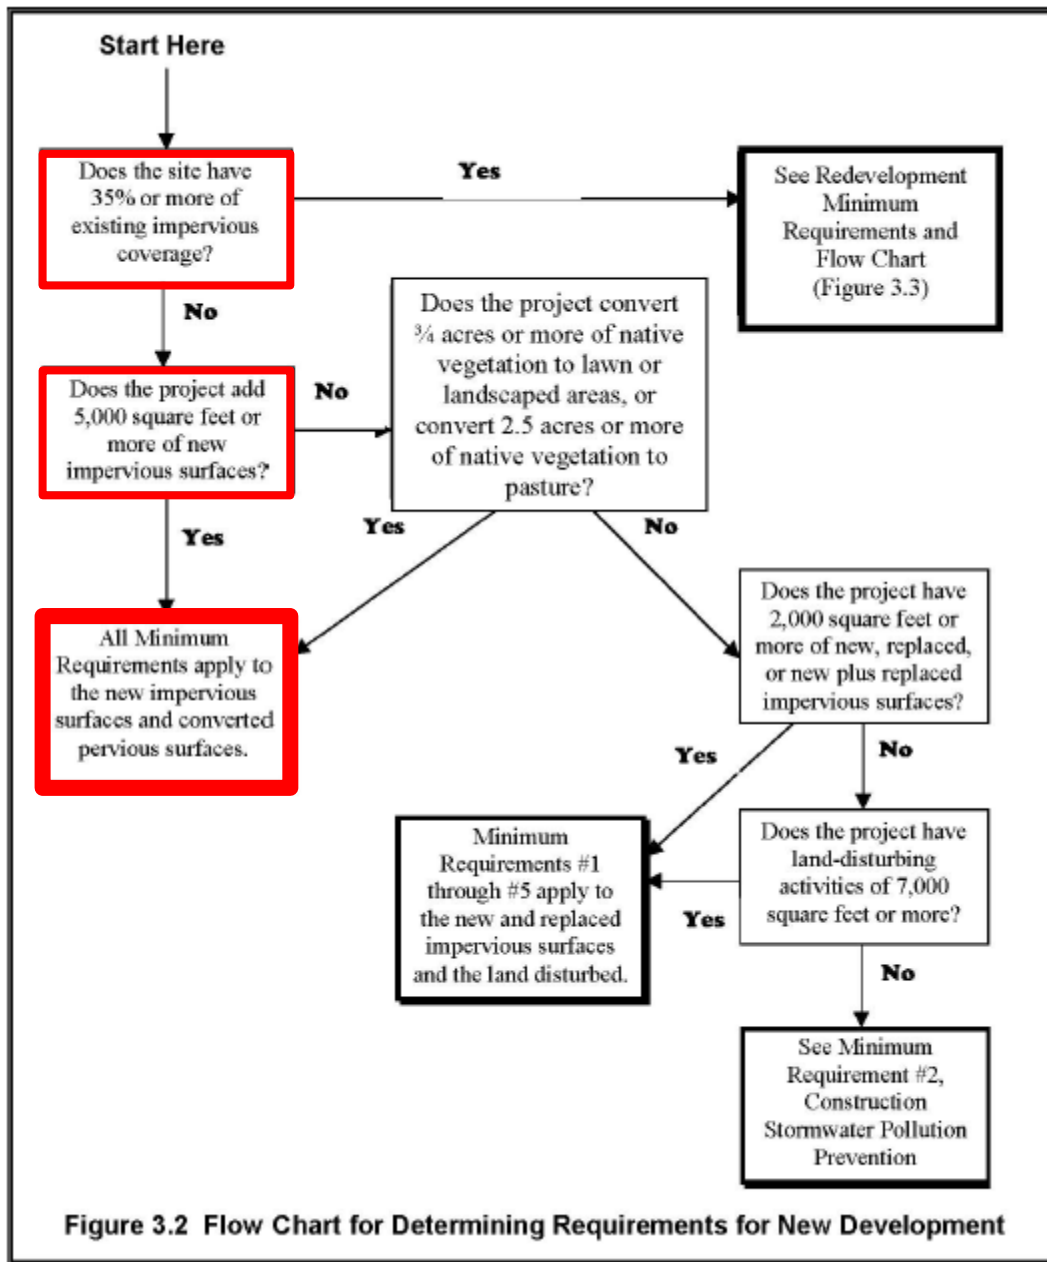 Start Here
Does the site have
35% or more of
existing impervious
coverage?
Yes
See Redevelopment
Minimum
Requirements and
Flow Chart
(Figure 3.3)
No
Does the project convert
¾ acres or more of native
vegetation to lawn or
landscaped areas, or
convert 2.5 acres or more
of native vegetation to
pasture?
Does the project add
5,000 square feet or
more of new
impervious surfaces?
No
Yes
Yes
No
All Minimum
Requirements apply to
the new impervious
surfaces and converted
pervious surfaces.
Does the project have
2,000 square feet or
more of new, replaced,
or new plus replaced
impervious surfaces?
Yes
No
Minimum
Requirements #1
through #5 apply to
the new and replaced
impervious surfaces
and the land disturbed.
Does the project have
land-disturbing
activities of 7,000
square feet or more?
Yes
No
See Minimum
Requirement #2,
Construction
Stormwater Pollution
Prevention
Figure 3.2 Flow Chart for Determining Requirements for New Development